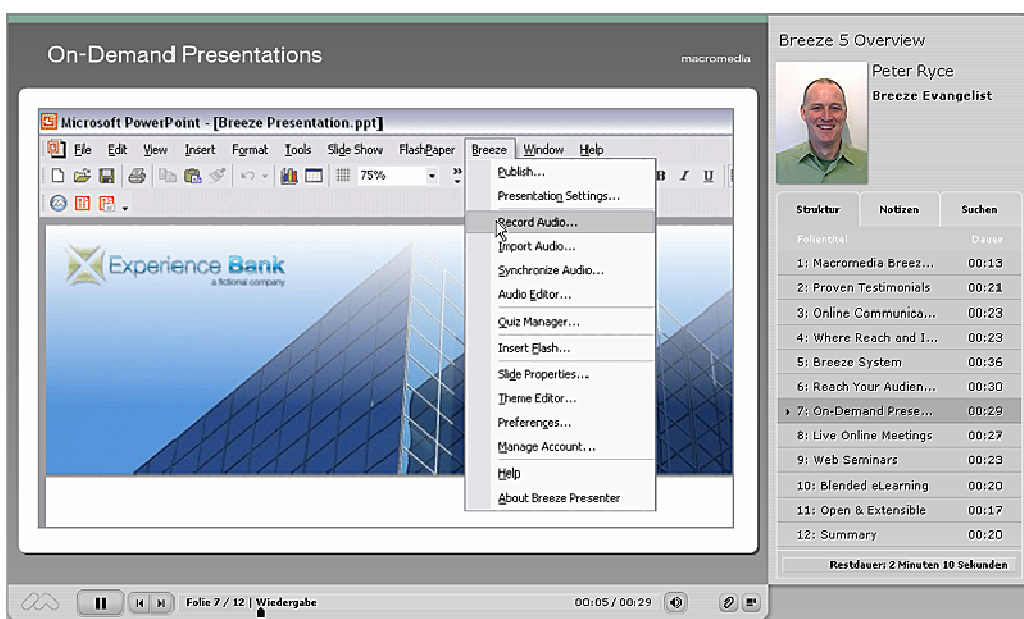 On-Demand Presentations
macromedia
Microsoft PowerPoint - [Breeze Presentation.ppt]
File Edit View Insert Format Tools Slide Show FlashPaper Breeze Window Help
75% B I U
Publish...
Presentation Settings...
Record Audio...
Import Audio...
Synchronize Audio...
Audio Editor...
Quiz Manager...
Insert Flash...
Slide Properties...
Theme Editor...
Preferences...
Manage Account...
Help
About Breeze Presenter
Experience Bank
a fictional company
Breeze 5 Overview
Peter Ryce
Breeze Evangelist
Struktur Notizen Suchen
Folientitel Dauer
1: Macromedia Breez... 00:13
2: Proven Testimonials 00:21
3: Online Communica... 00:23
4: Where Reach and I... 00:23
5: Breeze System 00:36
6: Reach Your Audien... 00:30
7: On-Demand Prese... 00:29
8: Live Online Meetings 00:27
9: Web Seminars 00:23
10: Blended eLearning 00:20
11: Open & Extensible 00:17
12: Summary 00:20
Restdauer: 2 Minuten 10 Sekunden
Folie 7 / 12 | Wiedergabe
00:05 / 00:29